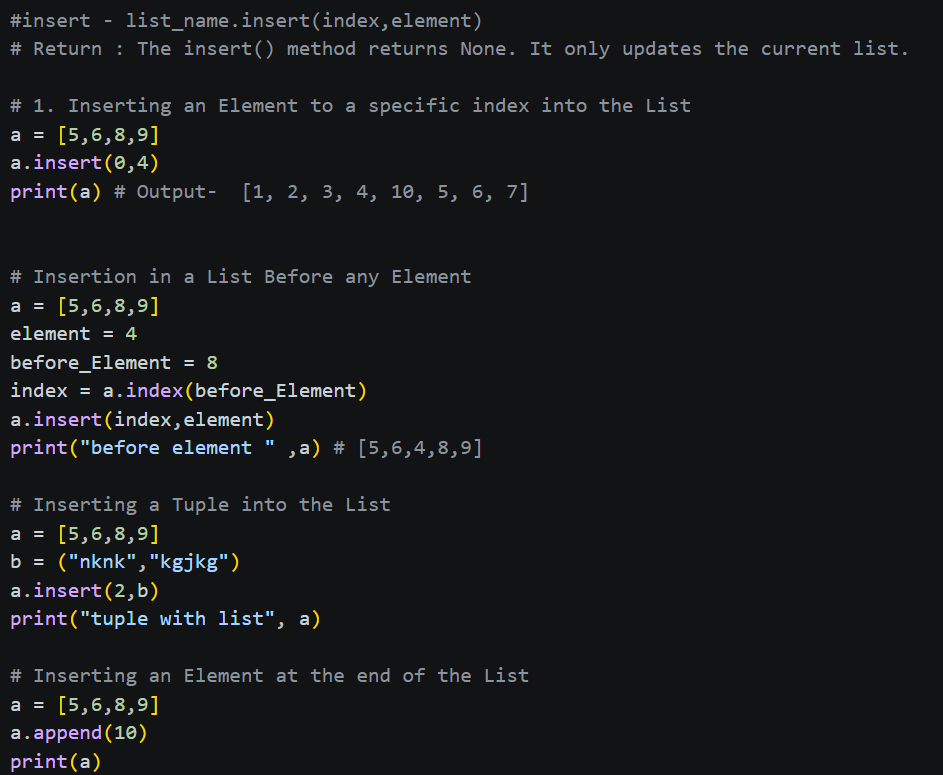 #insert - list_name.insert(index,element)
# Return : The insert() method returns None. It only updates the current list.
# 1. Inserting an Element to a specific index into the List
a = [5,6,8,9]
a.insert(0,4)
print(a) # Output-  [1, 2, 3, 4, 10, 5, 6, 7]
# Insertion in a List Before any Element
a = [5,6,8,9]
element = 4
before_Element = 8
index = a.index(before_Element)
a.insert(index,element)
print("before element " ,a) # [5,6,4,8,9]
# Inserting a Tuple into the List
a = [5,6,8,9]
b = ("nknk","kgjkg")
a.insert(2,b)
print("tuple with list", a)
# Inserting an Element at the end of the List
a = [5,6,8,9]
a.append(10)
print(a)